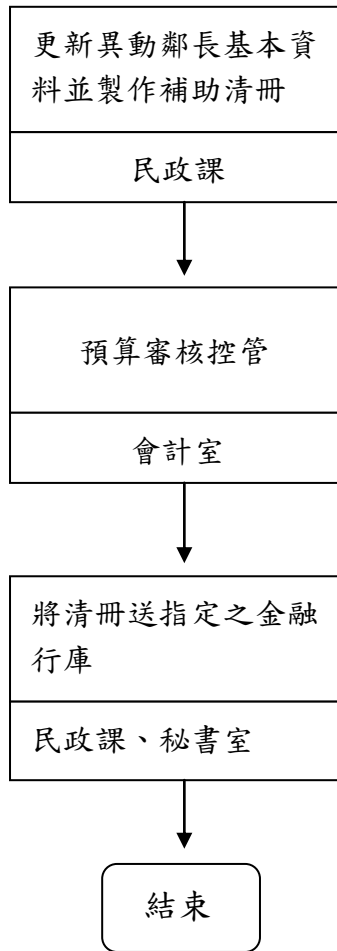 更新異動鄰長基本資
料並製作補助清冊
民政課
預算審核控管
會計室
將清冊送指定之金融
行庫
民政課、秘書室
結束